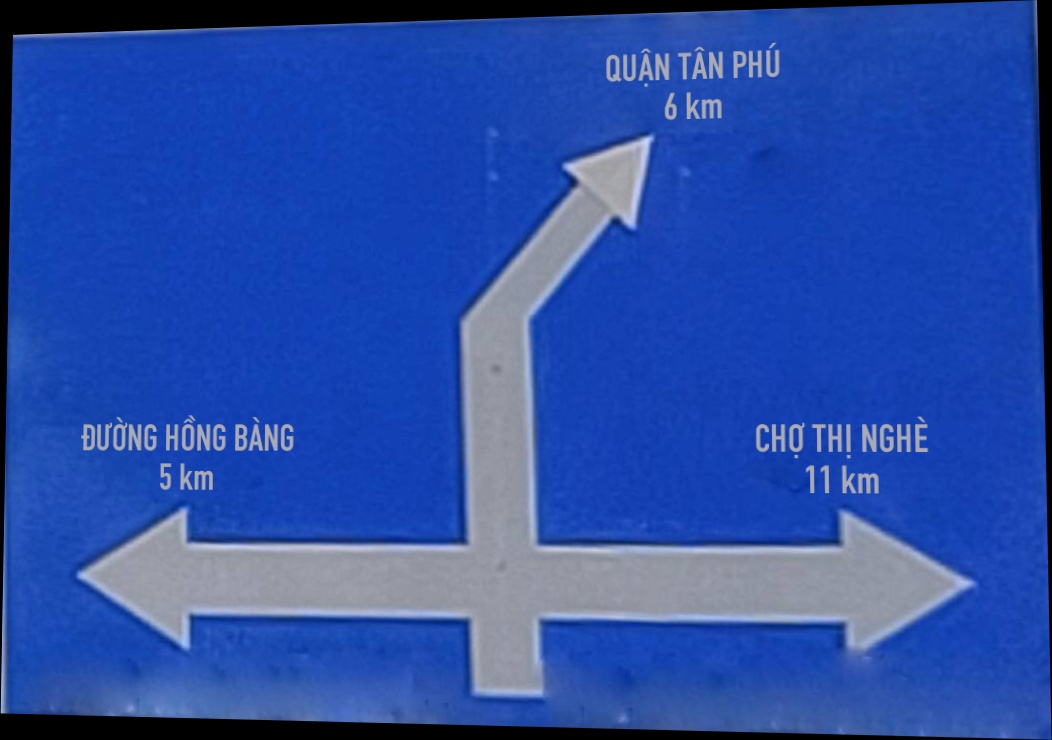 QUẬN TÂN PHÚ
6 km
ĐƯỜNG HỒNG BÀNG
5 km
CHỢ THỊ NGHÈ
11 km